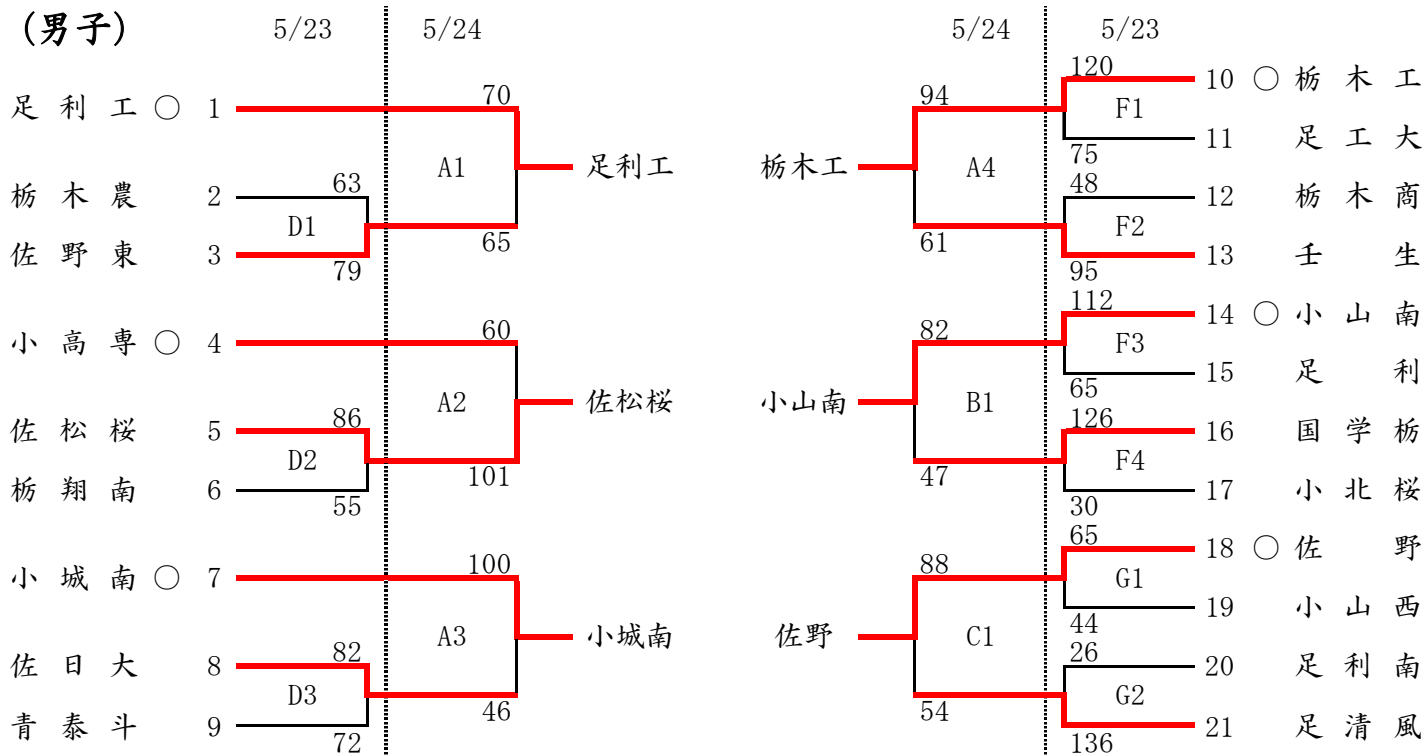 (男子)
5/23 5/24
足利工 ○ 1
70
A1
足利工
栃木農 2
63
D1
佐野東 3
79
65
小高専 ○ 4
60
A2
佐松桜
佐松桜 5
86
D2
栃翔南 6
55
101
小城南 ○ 7
100
A3
小城南
佐日大 8
82
D3
青泰斗 9
72
46
5/24 5/23
120
10 ○ 栃木工
94
F1
11 足工大
75
栃木工
A4
48
12 栃木商
F2
61
13 壬生
95
112
14 ○ 小山南
82
F3
15 足利
65
小山南
B1
126
16 国学栃
F4
47
17 小北桜
30
65
18 ○ 佐野
88
G1
19 小山西
44
佐野
C1
26
20 足利南
G2
54
21 足清風
136